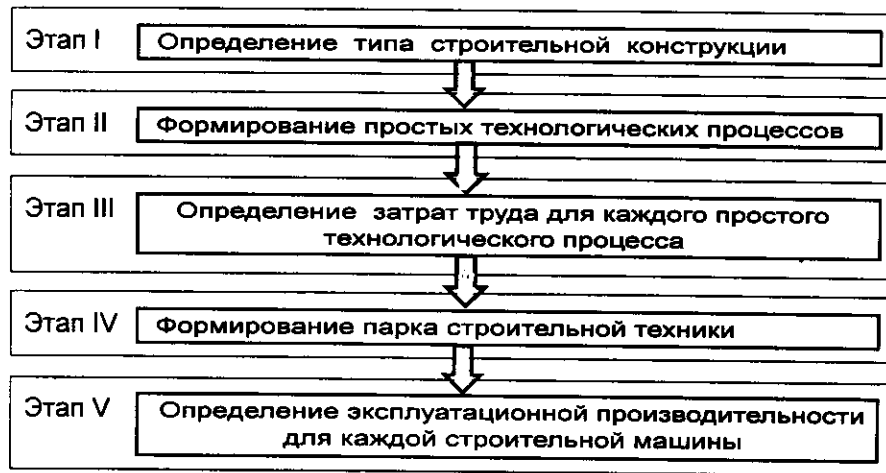 Этап I
Определение типа строительной конструкции
Этап II
Формирование простых технологических процессов
Этап III
Определение затрат труда для каждого простого
технологического процесса
Этап IV
Формирование парка строительной техники
Этап V
Определение эксплуатационной производительности
для каждой строительной машины